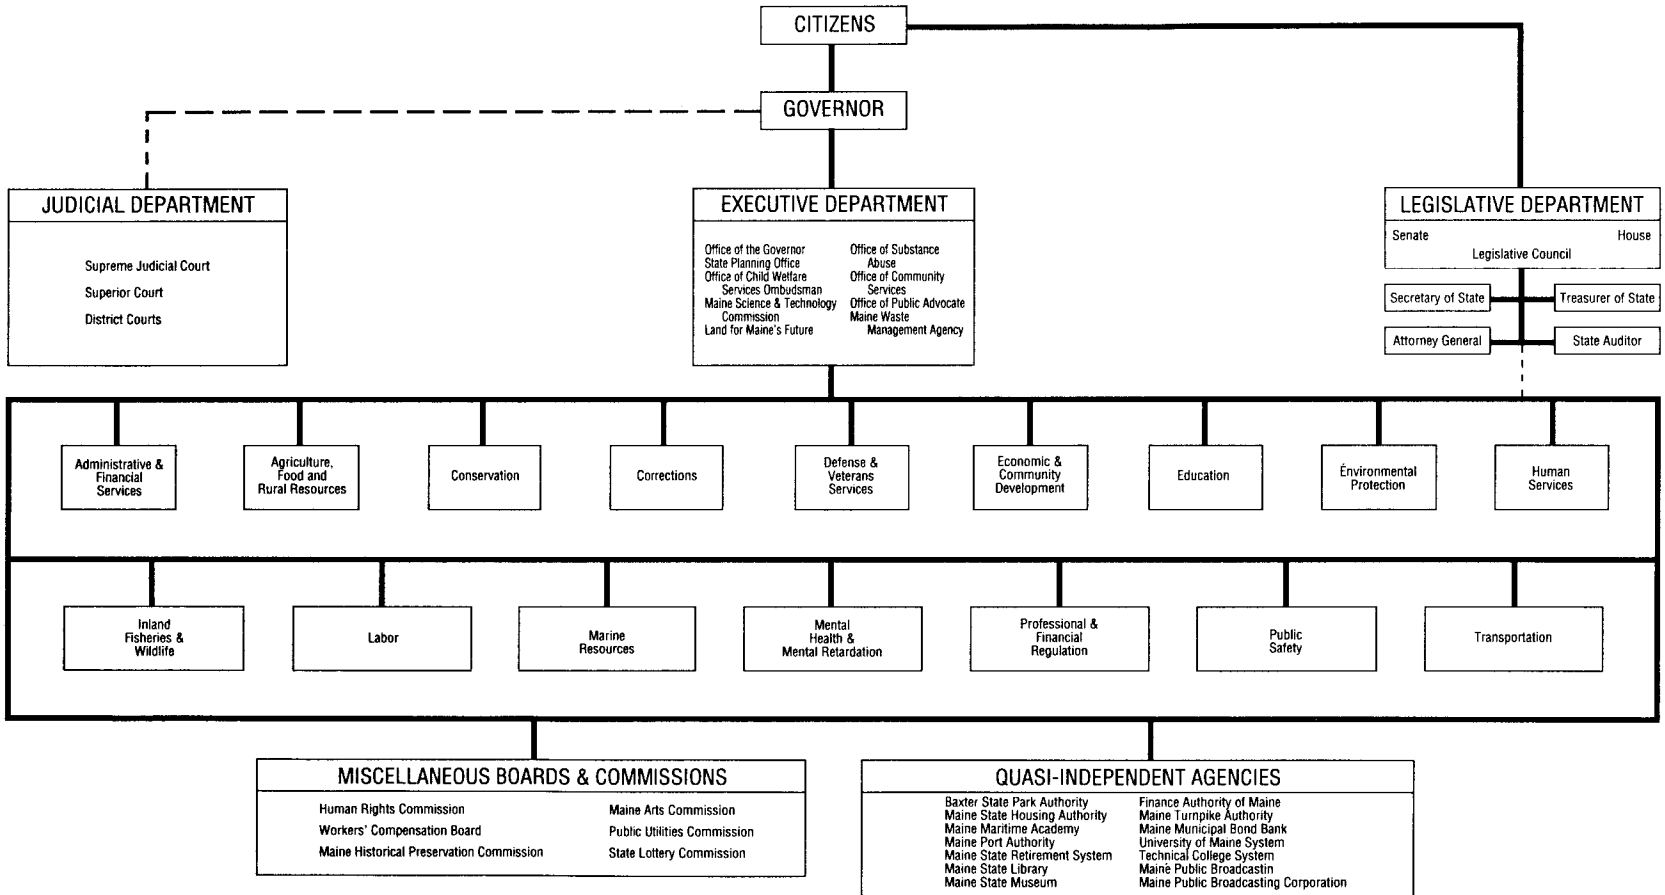 CITIZENS
GOVERNOR
JUDICIAL DEPARTMENT
Supreme Judicial Court
Superior Court
District Courts
EXECUTIVE DEPARTMENT
Office of the Governor
State Planning Office
Office of Child Welfare
Services Ombudsman
Maine Science & Technology
Commission
Land for Maine's Future
Office of Substance
Abuse
Office of Community
Services
Office of Public Advocate
Maine Waste
Management Agency
LEGISLATIVE DEPARTMENT
Senate House
Legislative Council
Secretary of State
Treasurer of State
Attorney General
State Auditor
Administrative &
Financial
Services
Agriculture,
Food and
Rural Resources
Conservation
Corrections
Defense &
Veterans
Services
Economic &
Community
Development
Education
Environmental
Protection
Human
Services
Inland
Fisheries &
Wildlife
Labor
Marine
Resources
Mental
Health &
Mental Retardation
Professional &
Financial
Regulation
Public
Safety
Transportation
MISCELLANEOUS BOARDS & COMMISSIONS
Human Rights Commission
Workers' Compensation Board
Maine Historical Preservation Commission
Maine Arts Commission
Public Utilities Commission
State Lottery Commission
QUASI-INDEPENDENT AGENCIES
Baxter State Park Authority
Maine State Housing Authority
Maine Maritime Academy
Maine Port Authority
Maine State Retirement System
Maine State Library
Maine State Museum
Finance Authority of Maine
Maine Turnpike Authority
Maine Municipal Bond Bank
University of Maine System
Technical College System
Maine Public Broadcastin
Maine Public Broadcasting Corporation